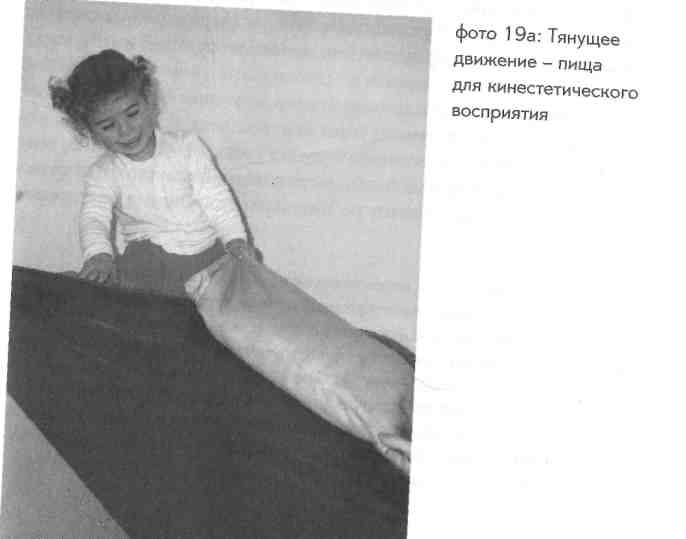 фото 19а: Тянущее
движение – пища
для кинестетического
восприятия